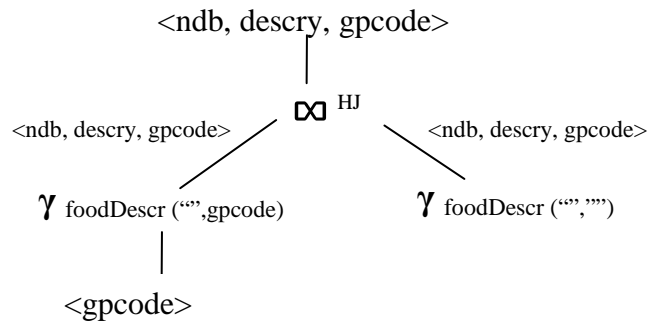 <ndb, descry, gpcode>
⋈ HJ
<ndb, descry, gpcode>
<ndb, descry, gpcode>
γ foodDescr (“”,gpcode)
γ foodDescr (“”,””)
<gpcode>